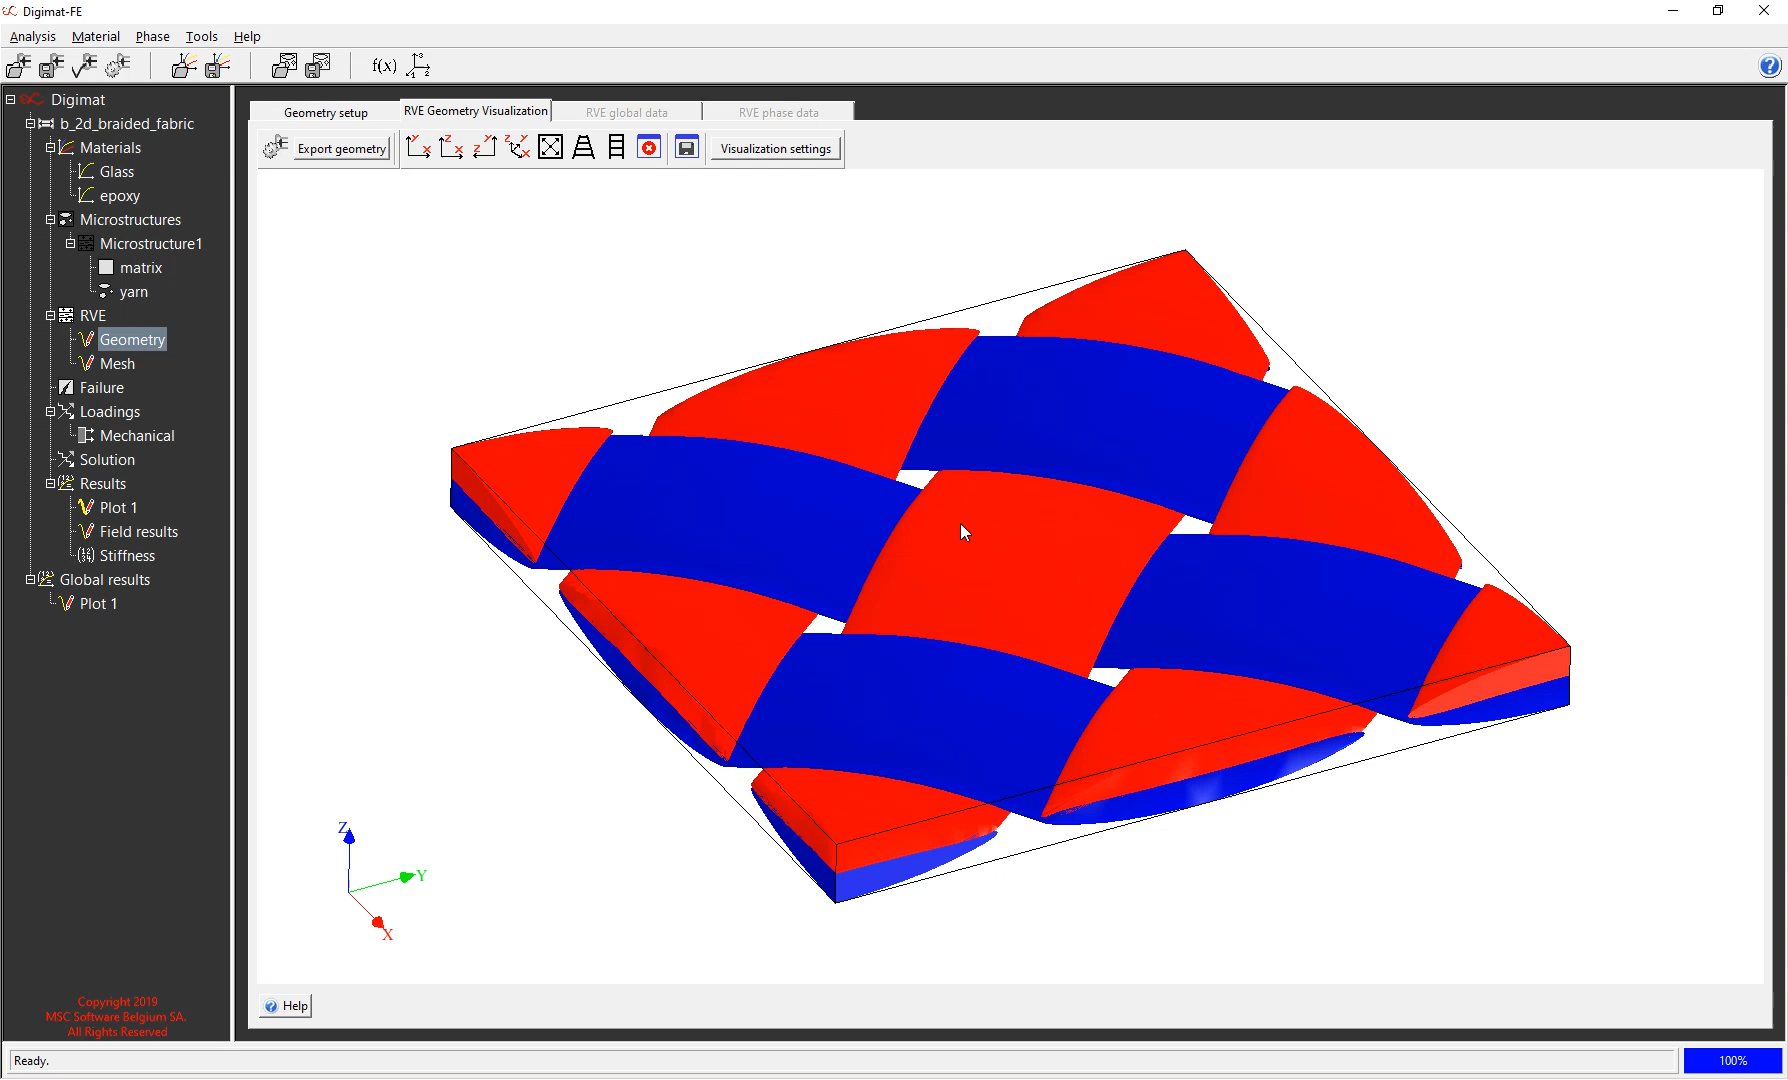 Digimat-FE
Analysis Material Phase Tools Help
f(x)
Digimat
b_2d_braided_fabric
Materials
Glass
epoxy
Microstructures
Microstructure1
matrix
yarn
RVE
Geometry
Mesh
Failure
Loadings
Mechanical
Solution
Results
Plot 1
Field results
Stiffness
Global results
Plot 1
Copyright 2019
MSC Software Belgium SA.
All Rights Reserved
Geometry setup RVE Geometry Visualization RVE global data RVE phase data
Export geometry Visualization settings
Z
Y
X
Help
Ready. 100%